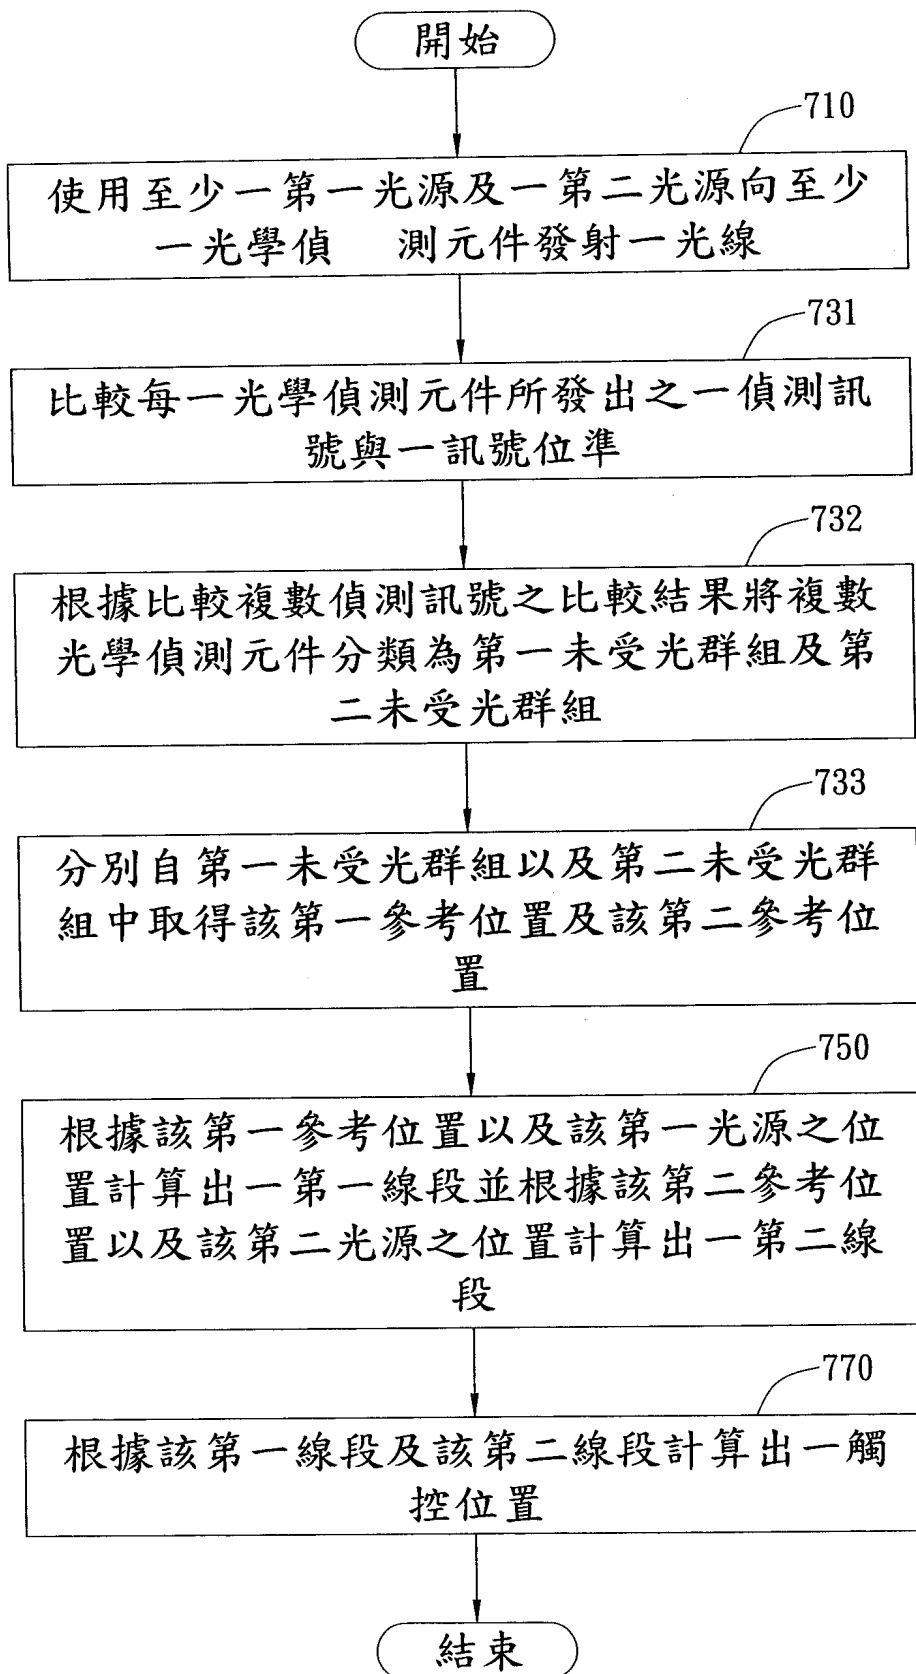 開始
710
使用至少一第一光源及一第二光源向至少
一光學偵 測元件發射一光線
731
比較每一光學偵測元件所發出之一偵測訊
號與一訊號位準
732
根據比較複數偵測訊號之比較結果將複數
光學偵測元件分類為第一未受光群組及第
二未受光群組
733
分別自第一未受光群組以及第二未受光群
組中取得該第一參考位置及該第二參考位
置
750
根據該第一參考位置以及該第一光源之位
置計算出一第一線段並根據該第二參考位
置以及該第二光源之位置計算出一第二線
段
770
根據該第一線段及該第二線段計算出一觸
控位置
結束